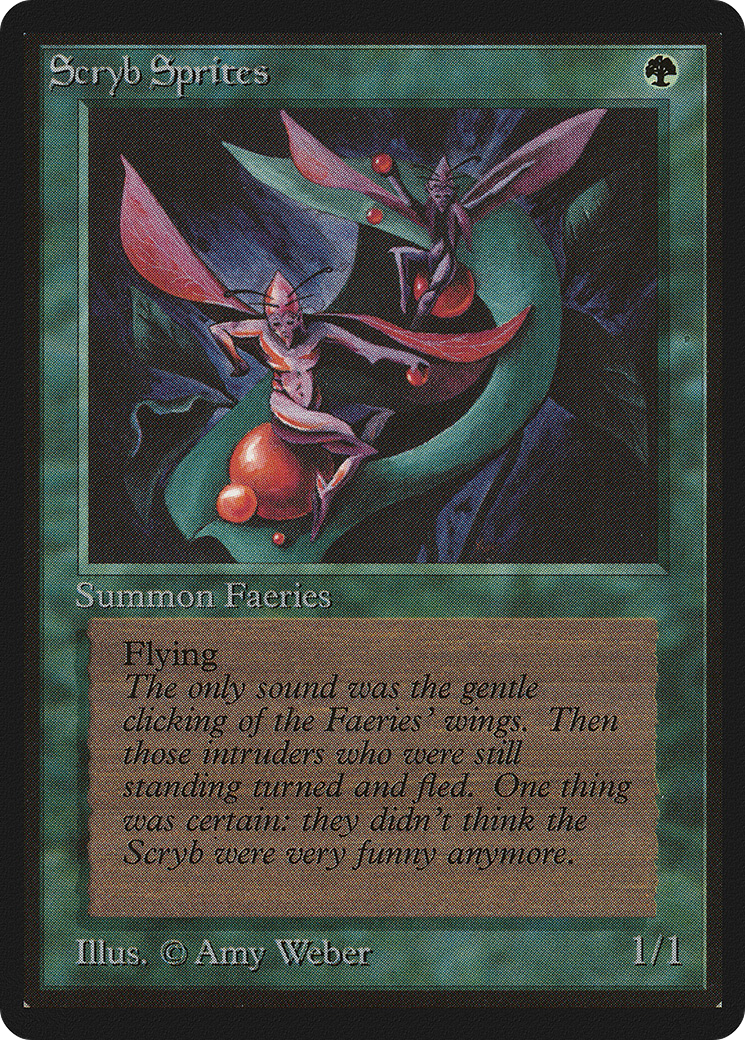 Scryb Sprites
Summon Faeries
Flying
The only sound was the gentle
clicking of the Faeries' wings. Then
those intruders who were still
standing turned and fled. One thing
was certain: they didn't think the
Scryb were very funny anymore.
Illus. © Amy Weber
1/1